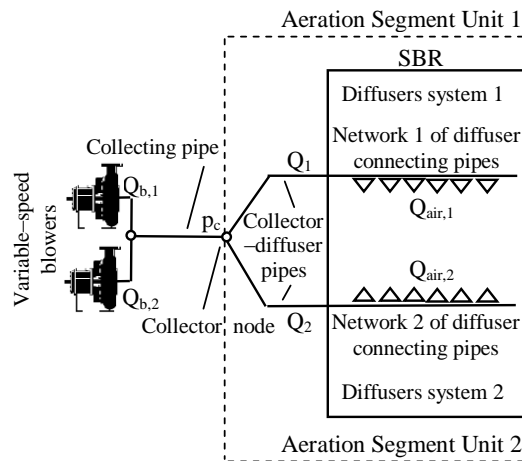 Aeration Segment Unit 1
SBR
Diffusers system 1
Network 1 of diffuser
connecting pipes
Collecting pipe
Q1
Qb,1
Qair,1
Variable–speed
blowers
pc
Collector
–diffuser
pipes
Qair,2
Qb,2
Collector node
Q2
Network 2 of diffuser
connecting pipes
Diffusers system 2
Aeration Segment Unit 2